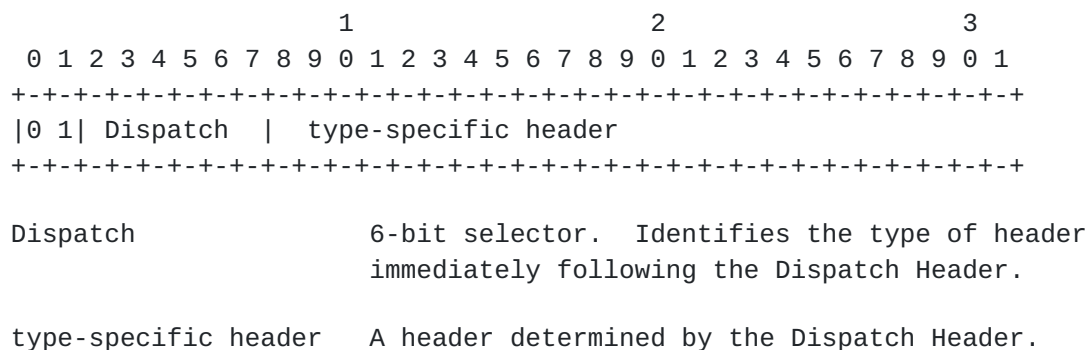 1                   2                   3
 0 1 2 3 4 5 6 7 8 9 0 1 2 3 4 5 6 7 8 9 0 1 2 3 4 5 6 7 8 9 0 1
+-+-+-+-+-+-+-+-+-+-+-+-+-+-+-+-+-+-+-+-+-+-+-+-+-+-+-+-+-+-+-+-+
|0 1| Dispatch  |  type-specific header
+-+-+-+-+-+-+-+-+-+-+-+-+-+-+-+-+-+-+-+-+-+-+-+-+-+-+-+-+-+-+-+-+

Dispatch               6-bit selector.  Identifies the type of header
                       immediately following the Dispatch Header.

type-specific header   A header determined by the Dispatch Header.